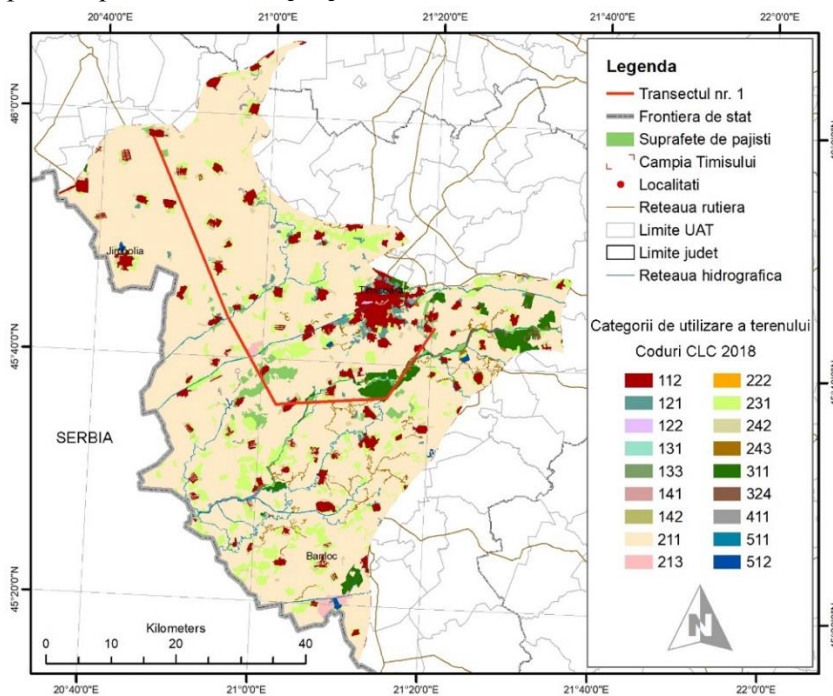 20°40'0"E 21°0'0"E 21°20'0"E 21°40'0"E 22°0'0"E
46°0'0"N
45°40'0"N
45°20'0"N
Jimbolia
SERBIA
Banloc
Kilometers
0 10 20 40
20°40'0"E 21°0'0"E 21°20'0"E 21°40'0"E 22°0'0"E
Legenda
Transectul nr. 1
Frontiera de stat
Suprafete de pajisti
Campia Timisului
Localitati
Reteaua rutiera
Limite UAT
Limite judet
Reteaua hidrografica
Categorii de utilizare a terenului
Coduri CLC 2018
112 222
121 231
122 242
131 243
133 311
141 324
142 411
211 511
213 512
N